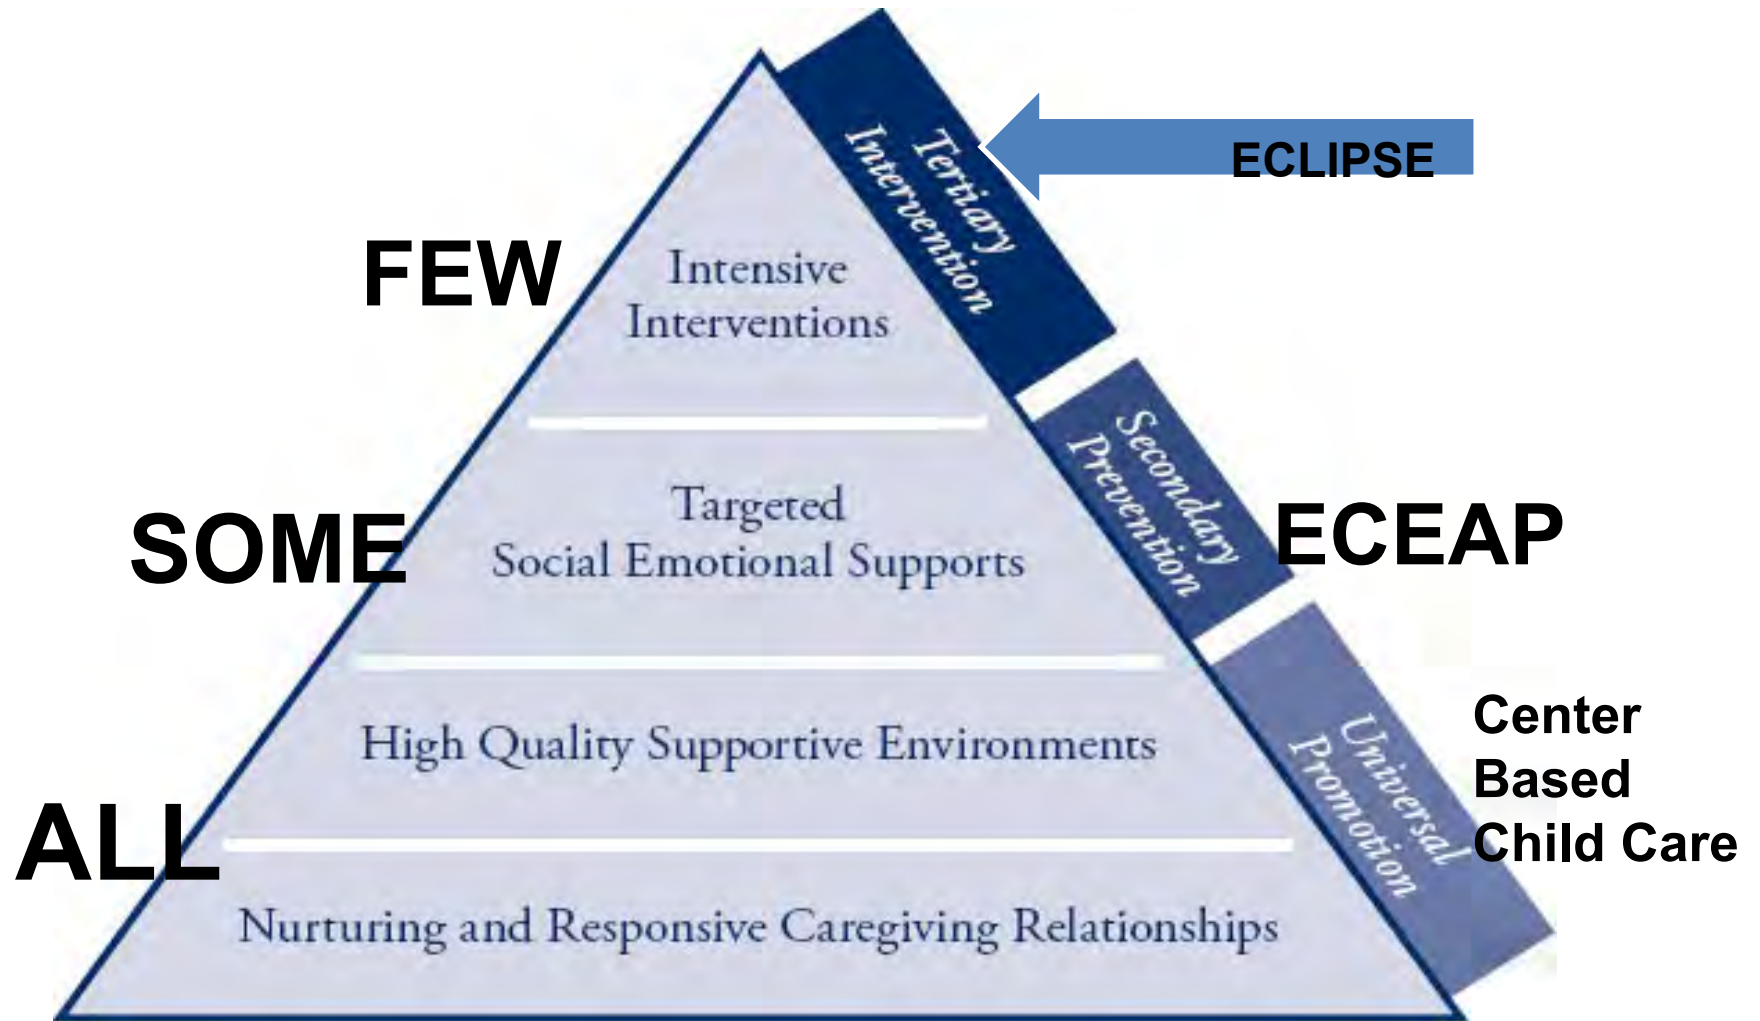 Tertiary
Intervention
ECLIPSE
FEW
Intensive
Interventions
Secondary
Prevention
SOME
Targeted
Social Emotional Supports
ECEAP
Universal
Promotion
Center
Based
Child Care
High Quality Supportive Environments
ALL
Nurturing and Responsive Caregiving Relationships